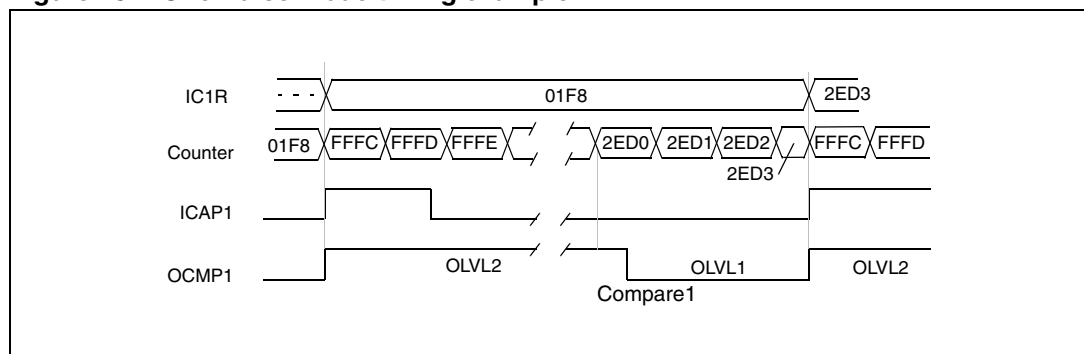 IC1R - - - 01F8 2ED3
Counter 01F8 FFFC FFFD FFFE 2ED0 2ED1 2ED2 FFFC FFFD
2ED3
ICAP1
OCMP1 OLVL2 OLVL1 OLVL2
Compare1